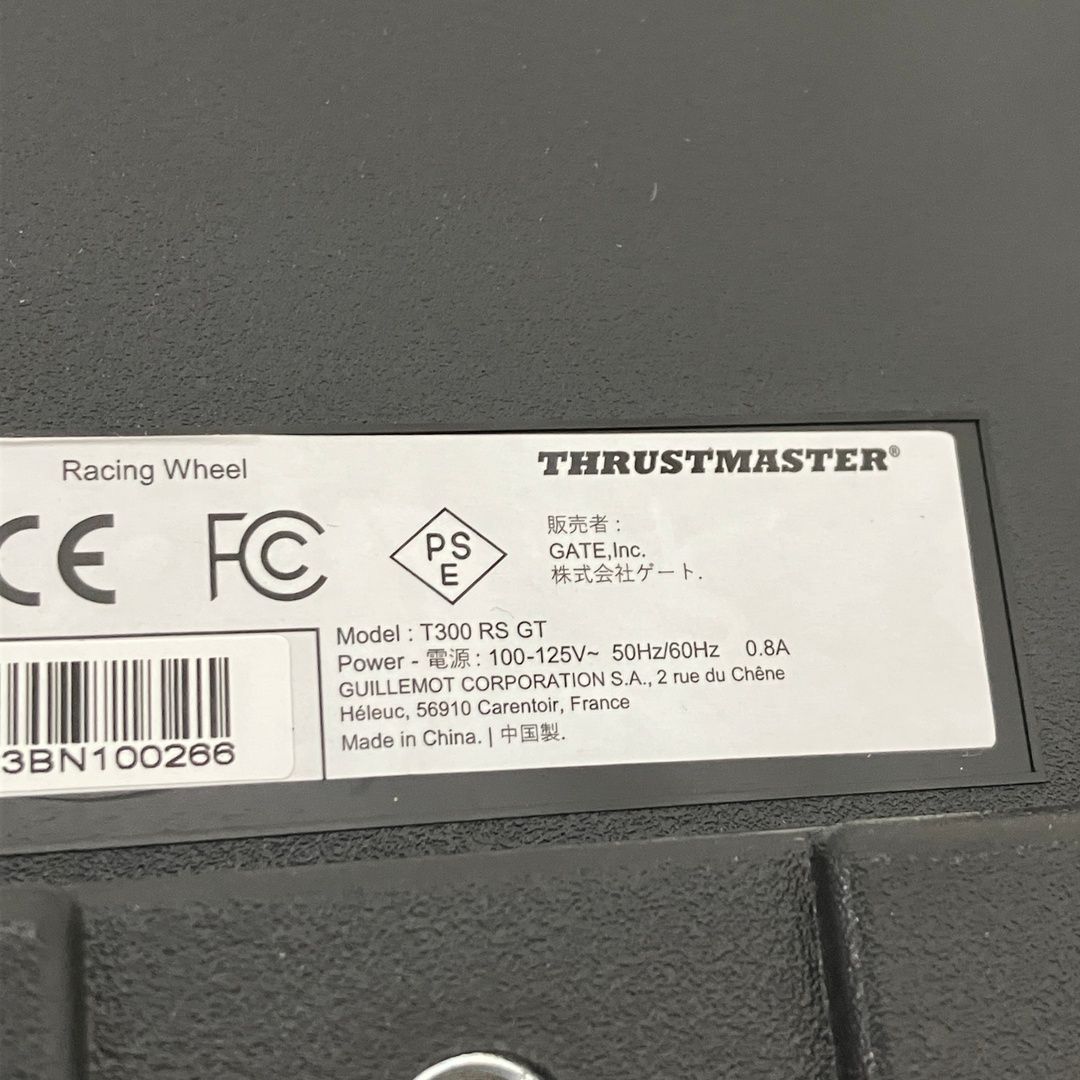 Racing Wheel
THRUSTMASTER®
CE
FC
PS
E
販売者 :
GATE,Inc.
株式会社ゲート.
Model : T300 RS GT
Power - 電源 : 100-125V~ 50Hz/60Hz 0.8A
GUILLEMOT CORPORATION S.A., 2 rue du Chêne
Héleuc, 56910 Carentoir, France
Made in China. | 中国製.
3BN100266